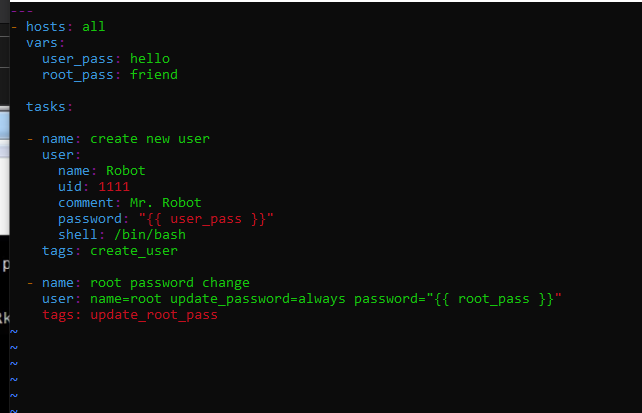 ---
- hosts: all
  vars:
    user_pass: hello
    root_pass: friend

  tasks:

  - name: create new user
    user:
      name: Robot
      uid: 1111
      comment: Mr. Robot
      password: "{{ user_pass }}"
      shell: /bin/bash
    tags: create_user

  - name: root password change
    user: name=root update_password=always password="{{ root_pass }}"
    tags: update_root_pass
~
~
~
~
~
~